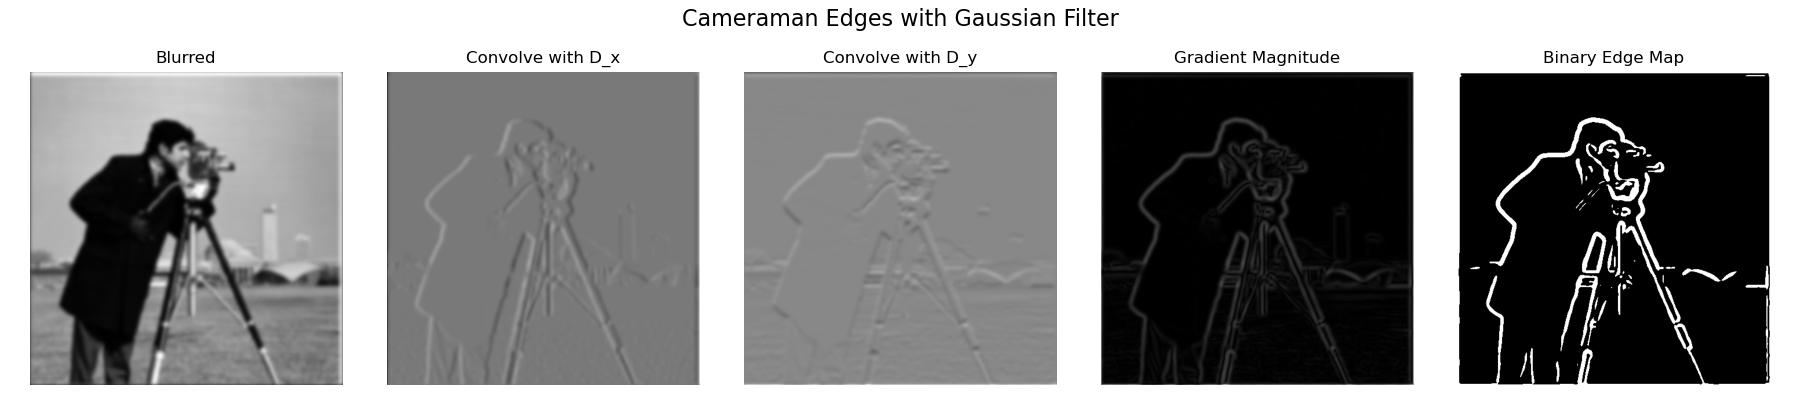 Cameraman Edges with Gaussian Filter
Blurred
Convolve with D_x
Convolve with D_y
Gradient Magnitude
Binary Edge Map